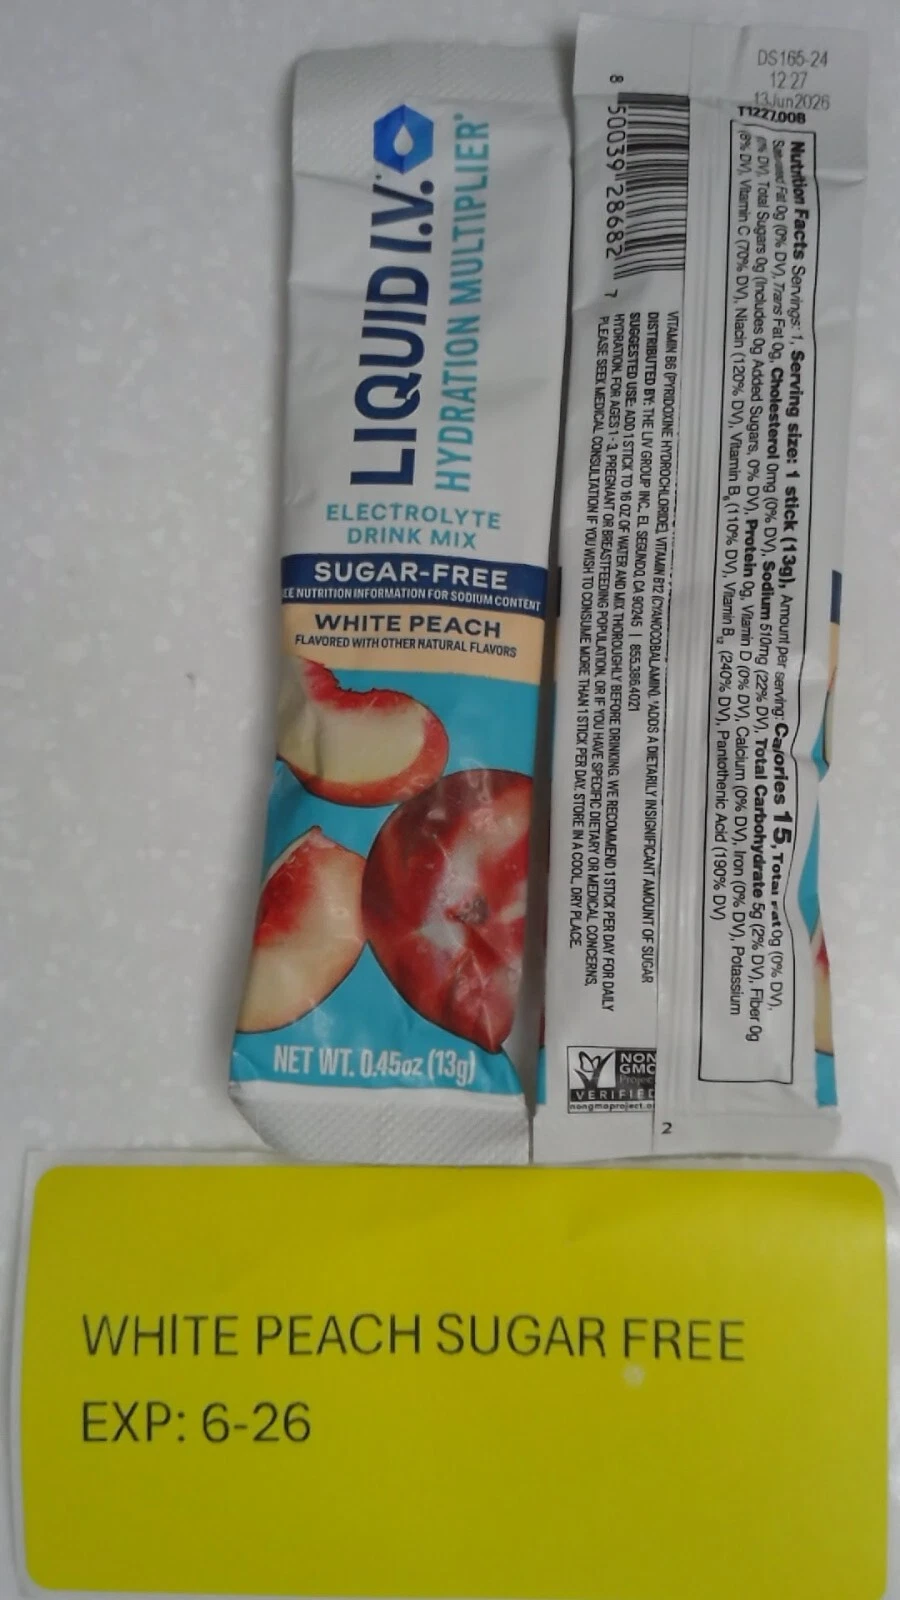 LIQUID I.V.
HYDRATION MULTIPLIER®
ELECTROLYTE
DRINK MIX
SUGAR-FREE
EE NUTRITION INFORMATION FOR SODIUM CONTENT
WHITE PEACH
FLAVORED WITH OTHER NATURAL FLAVORS
NET WT. 0.45oz (13g)
DS165-24
12 27
13Jun2026
T1227.008
Nutrition Facts Servings: 1, Serving size: 1 stick (13g), Amount per serving: Calories 15, Total Fat 0g (0% DV),
Saturated Fat 0g (0% DV), Trans Fat 0g, Cholesterol 0mg (0% DV), Sodium 510mg (22% DV), Total Carbohydrate 5g (2% DV), Fiber 0g
(0% DV), Total Sugars 0g (Includes 0g Added Sugars, 0% DV), Protein 0g, Vitamin D (0% DV), Calcium (0% DV), Iron (0% DV), Potassium
(8% DV), Vitamin C (70% DV), Niacin (120% DV), Vitamin B6 (110% DV), Vitamin B12 (240% DV), Pantothenic Acid (190% DV)
VITAMIN B6 (PYRIDOXINE HYDROCHLORIDE), VITAMIN B12 (CYANOCOBALAMIN). *ADDS A DIETARILY INSIGNIFICANT AMOUNT OF SUGAR
DISTRIBUTED BY: THE LIV GROUP INC., EL SEGUNDO, CA 90245 | 855.386.4021
SUGGESTED USE: ADD 1 STICK TO 16 OZ OF WATER AND MIX THOROUGHLY BEFORE DRINKING. WE RECOMMEND 1 STICK PER DAY FOR DAILY
HYDRATION. FOR AGES 1-3, PREGNANT OR BREASTFEEDING POPULATION, OR IF YOU HAVE SPECIFIC DIETARY OR MEDICAL CONCERNS,
PLEASE SEEK MEDICAL CONSULTATION IF YOU WISH TO CONSUME MORE THAN 1 STICK PER DAY. STORE IN A COOL, DRY PLACE.
8 50039 28682 7
NON
GMO
Project
VERIFIED
nongmoproject.o
2
WHITE PEACH SUGAR FREE
EXP: 6-26